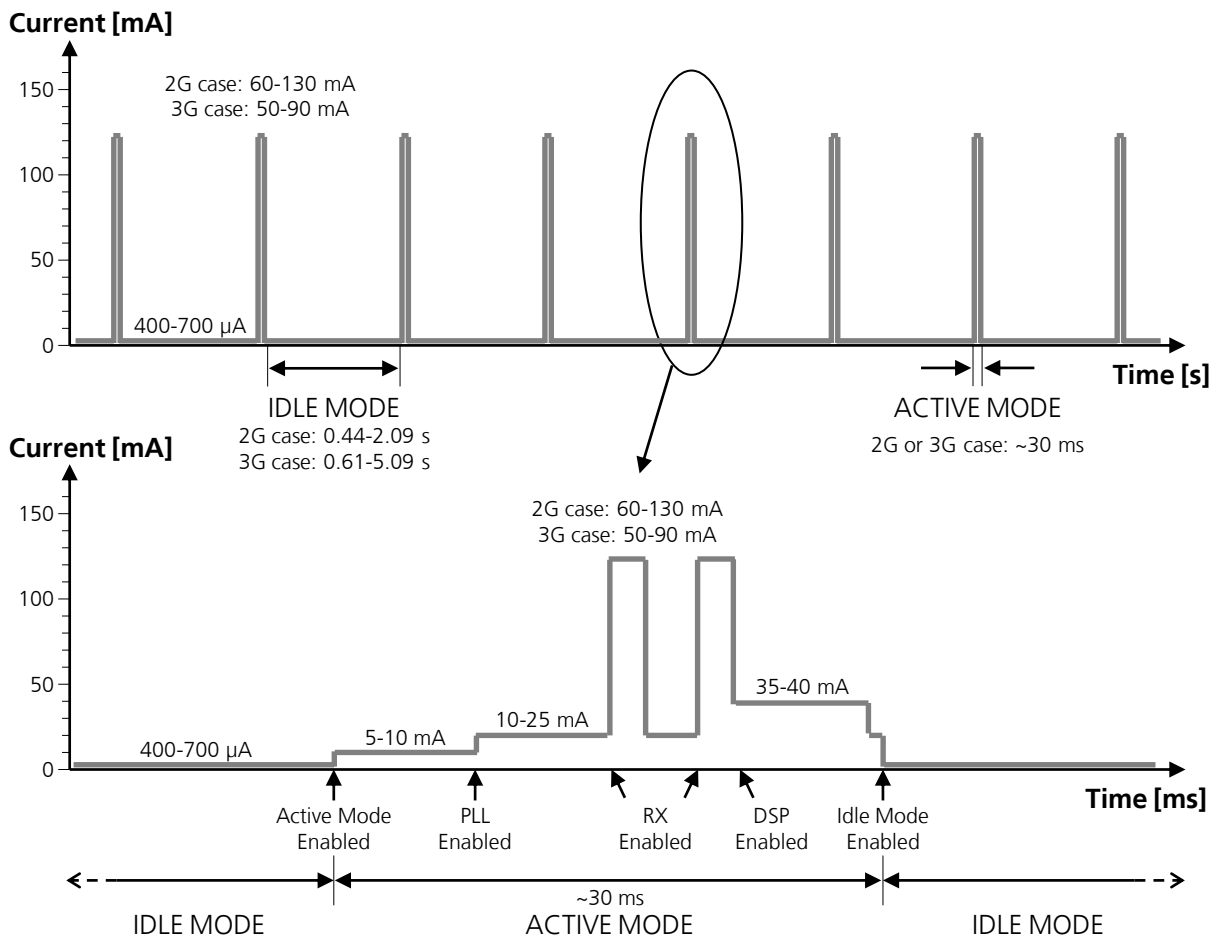 Current [mA]
150
100
50
0
2G case: 60-130 mA
3G case: 50-90 mA
400-700 µA
Time [s]
IDLE MODE
2G case: 0.44-2.09 s
3G case: 0.61-5.09 s
ACTIVE MODE
2G or 3G case: ~30 ms
Current [mA]
150
100
50
0
2G case: 60-130 mA
3G case: 50-90 mA
400-700 µA
5-10 mA
10-25 mA
35-40 mA
Time [ms]
Active Mode
Enabled
PLL
Enabled
RX
Enabled
DSP
Enabled
Idle Mode
Enabled
~30 ms
IDLE MODE
ACTIVE MODE
IDLE MODE